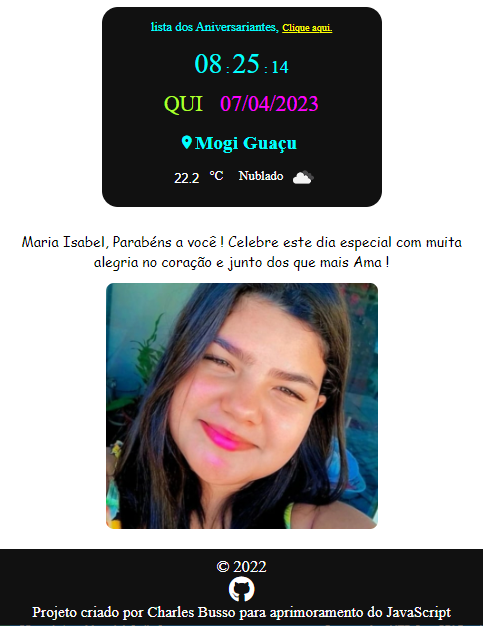 lista dos Aniversariantes, Clique aqui.
08 : 25 : 14
QUI 07/04/2023
Mogi Guaçu
22.2 °C Nublado
Maria Isabel, Parabéns a você ! Celebre este dia especial com muita
alegria no coração e junto dos que mais Ama !
© 2022
Projeto criado por Charles Busso para aprimoramento do JavaScript